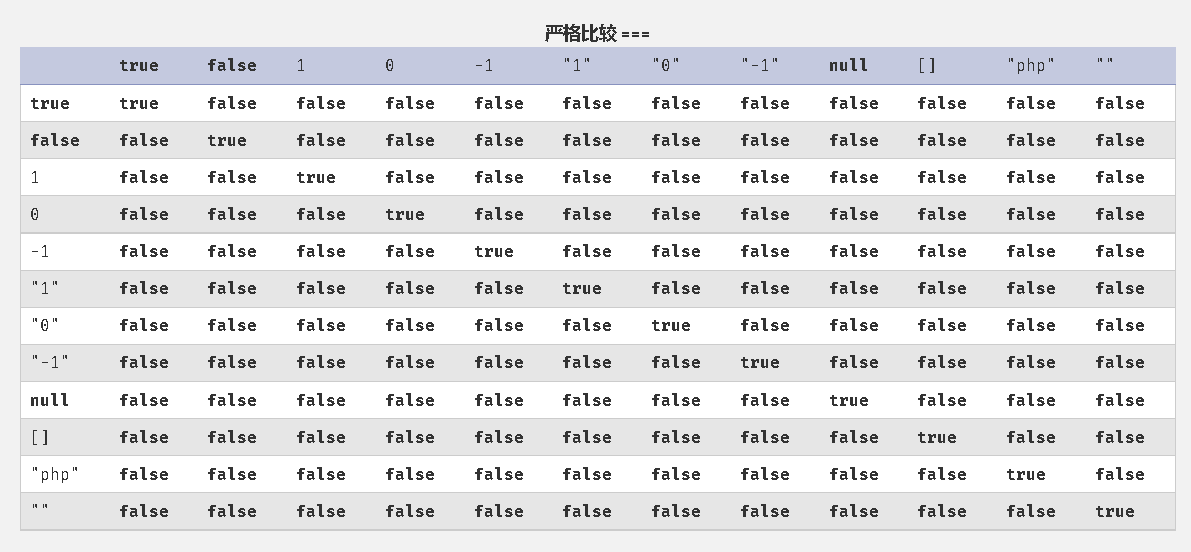 严格比较 ===
true false 1 0 -1 "1" "0" "-1" null [] "php" ""
true true false false false false false false false false false false false
false false true false false false false false false false false false false
1 false false true false false false false false false false false false
0 false false false true false false false false false false false false
-1 false false false false true false false false false false false false
"1" false false false false false true false false false false false false
"0" false false false false false false true false false false false false
"-1" false false false false false false false true false false false false
null false false false false false false false false true false false false
[] false false false false false false false false false true false false
"php" false false false false false false false false false false true false
"" false false false false false false false false false false false true